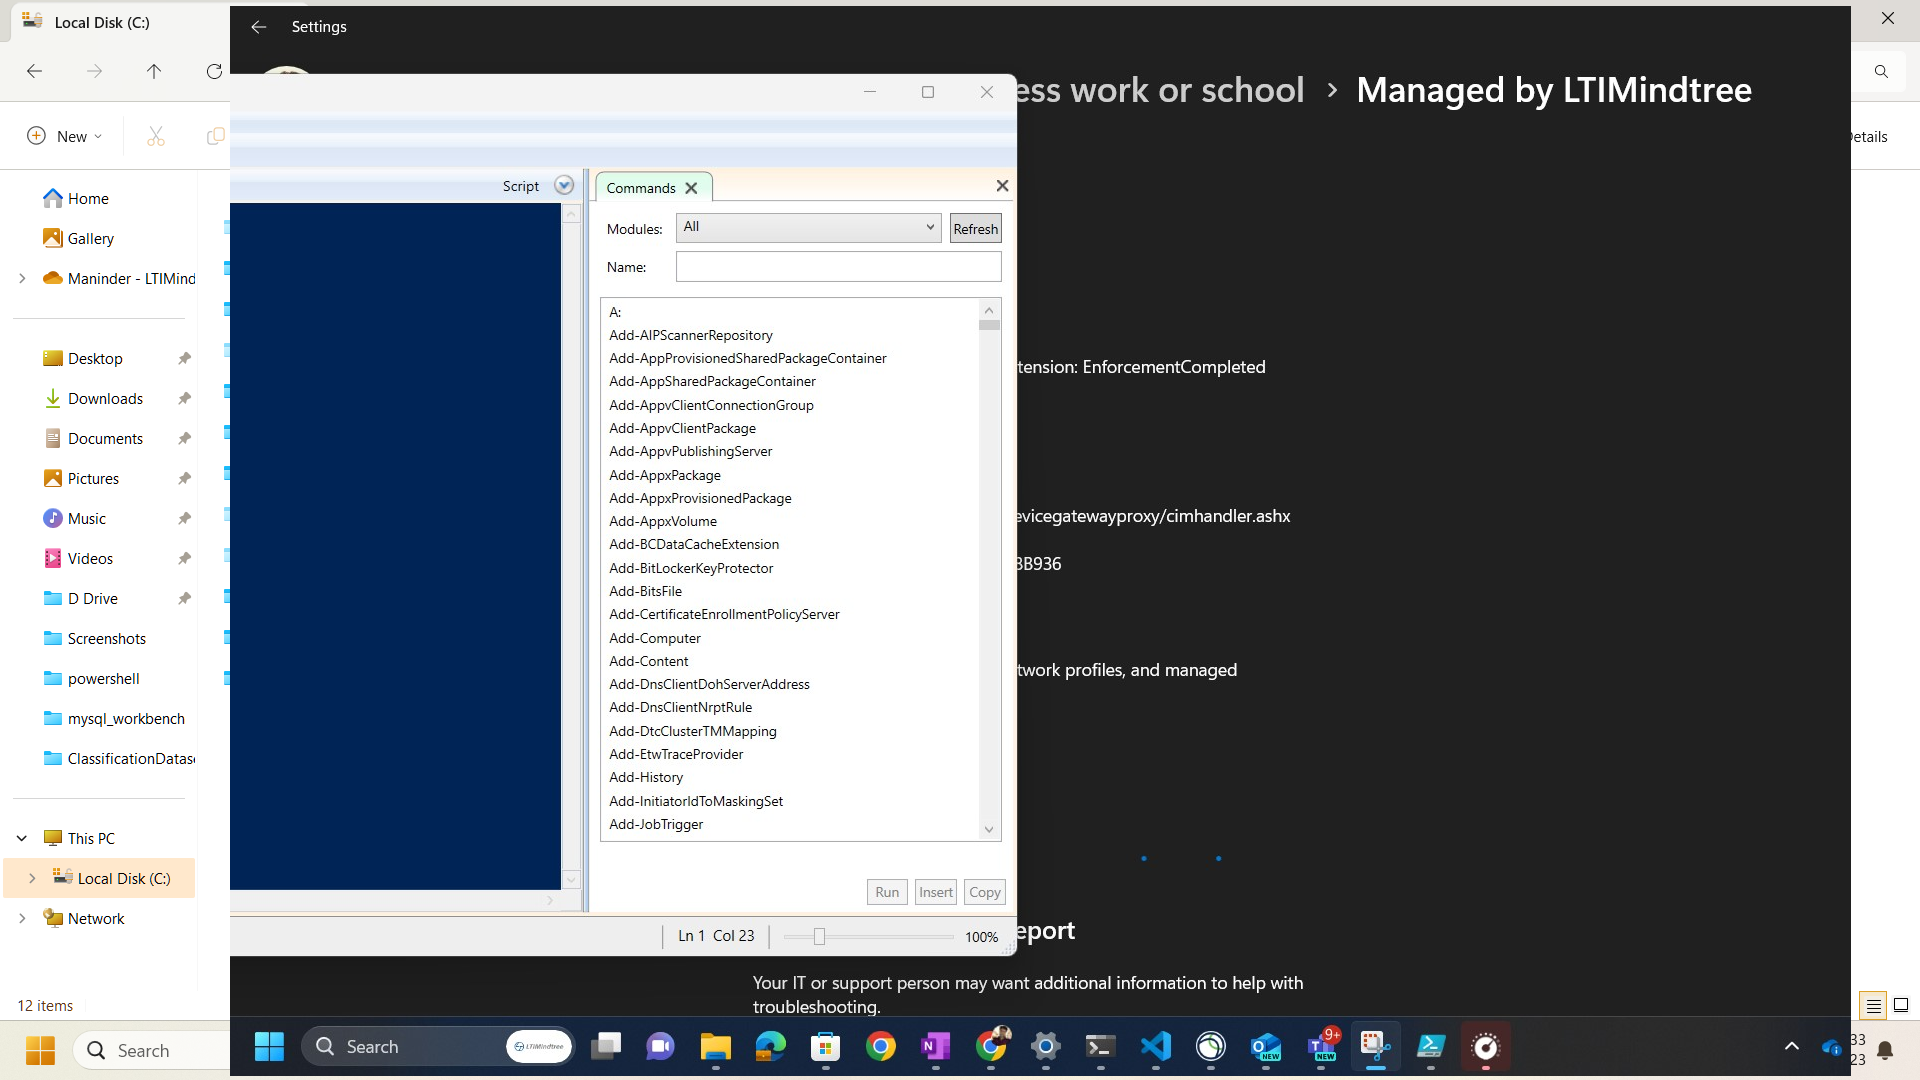 Local Disk (C:)
Settings
ess work or school > Managed by LTIMindtree
New
etails
Script
Commands
Modules:
All
Refresh
Name:
Home
Gallery
Maninder - LTIMind
Desktop
Downloads
Documents
Pictures
Music
Videos
D Drive
Screenshots
powershell
mysql_workbench
ClassificationDatas
This PC
Local Disk (C:)
Network
12 items
A:
Add-AIPScannerRepository
Add-AppProvisionedSharedPackageContainer
Add-AppSharedPackageContainer
Add-AppvClientConnectionGroup
Add-AppvClientPackage
Add-AppvPublishingServer
Add-AppxPackage
Add-AppxProvisionedPackage
Add-AppxVolume
Add-BCDataCacheExtension
Add-BitLockerKeyProtector
Add-BitsFile
Add-CertificateEnrollmentPolicyServer
Add-Computer
Add-Content
Add-DnsClientDohServerAddress
Add-DnsClientNrptRule
Add-DtcClusterTMMapping
Add-EtwTraceProvider
Add-History
Add-InitiatorIdToMaskingSet
Add-JobTrigger
Run
Insert
Copy
Ln 1 Col 23
100%
tension: EnforcementCompleted
evicegatewayproxy/cimhandler.ashx
3B936
twork profiles, and managed
eport
Your IT or support person may want additional information to help with
troubleshooting.
Search
Search
LTIMindtree
NEW
9+
NEW
33
23